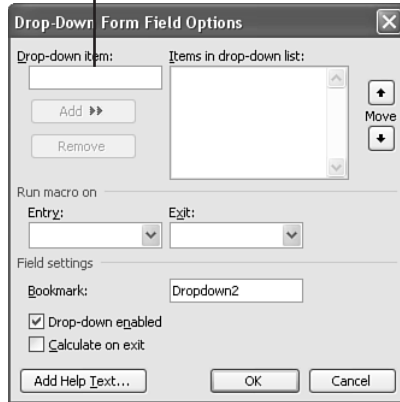 Drop-Down Form Field Options
Drop-down item: Items in drop-down list:
Add
Move
Remove
Run macro on
Entry: Exit:
Field settings
Bookmark: Dropdown2
Drop-down enabled
Calculate on exit
Add Help Text... OK Cancel